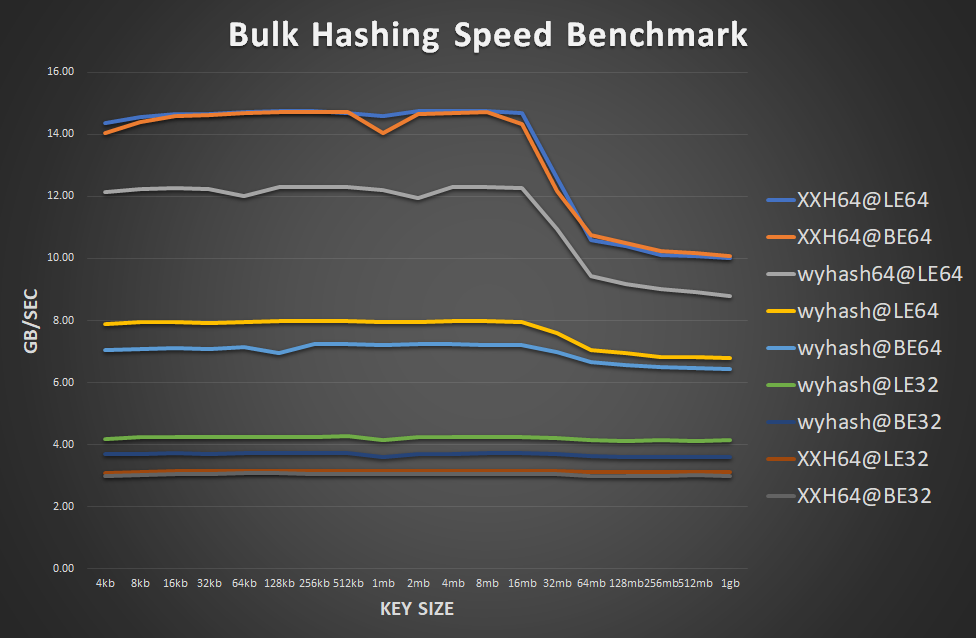 Bulk Hashing Speed Benchmark
16.00
14.00
12.00
10.00
8.00
6.00
4.00
2.00
0.00
GB/SEC
4kb 8kb 16kb 32kb 64kb 128kb 256kb 512kb 1mb 2mb 4mb 8mb 16mb 32mb 64mb 128mb 256mb 512mb 1gb
KEY SIZE
XXH64@LE64
XXH64@BE64
wyhash64@LE64
wyhash@LE64
wyhash@BE64
wyhash@LE32
wyhash@BE32
XXH64@LE32
XXH64@BE32